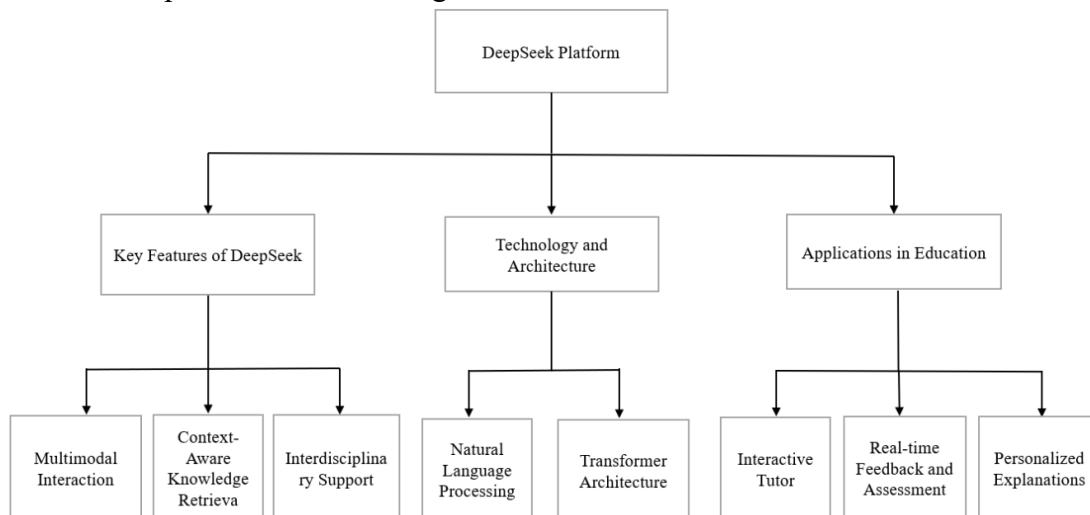 DeepSeek Platform
Key Features of DeepSeek
Technology and
Architecture
Applications in Education
Multimodal
Interaction
Context-
Aware
Knowledge
Retrieva
Interdisciplina
ry Support
Natural
Language
Processing
Transformer
Architecture
Interactive
Tutor
Real-time
Feedback and
Assessment
Personalized
Explanations